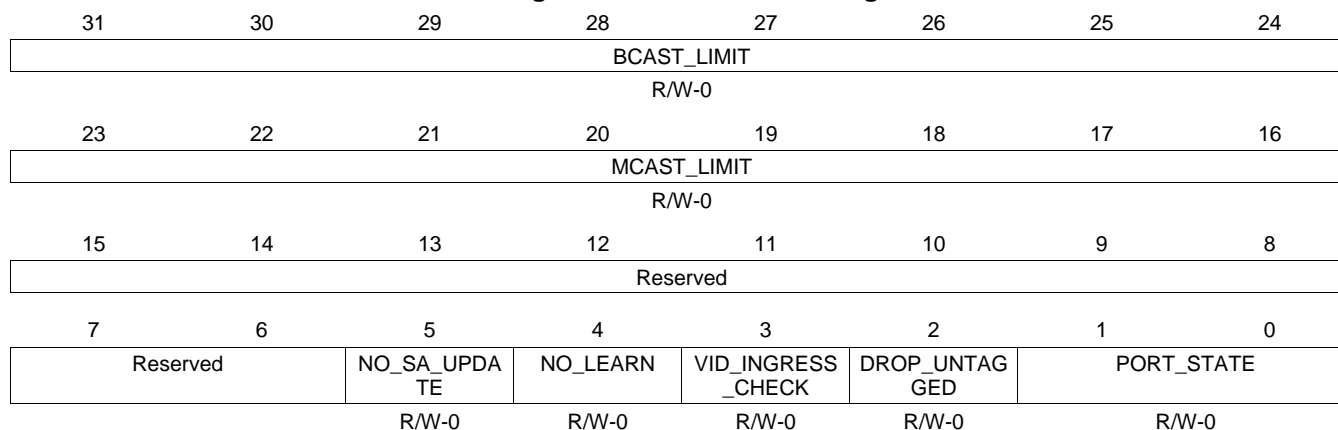 31 30 29 28 27 26 25 24
BCAST_LIMIT
R/W-0
23 22 21 20 19 18 17 16
MCAST_LIMIT
R/W-0
15 14 13 12 11 10 9 8
Reserved
7 6 5 4 3 2 1 0
Reserved NO_SA_UPDA NO_LEARN VID_INGRESS DROP_UNTAG PORT_STATE
TE _CHECK GED
R/W-0 R/W-0 R/W-0 R/W-0 R/W-0